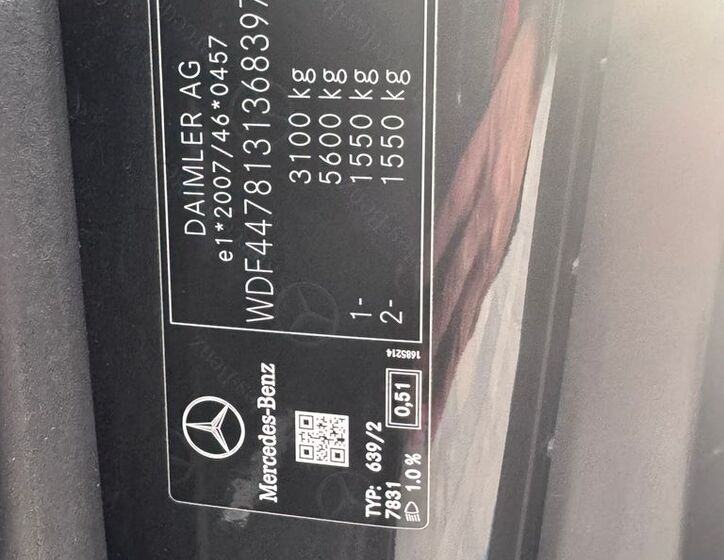 DAIMLER AG
e1*2007/46*0457
WDF44781313683397
3100 kg
5600 kg
1- 1550 kg
2- 1550 kg
Mercedes-Benz
TYP: 639/2
7831 0,51
1.0 %
1685214